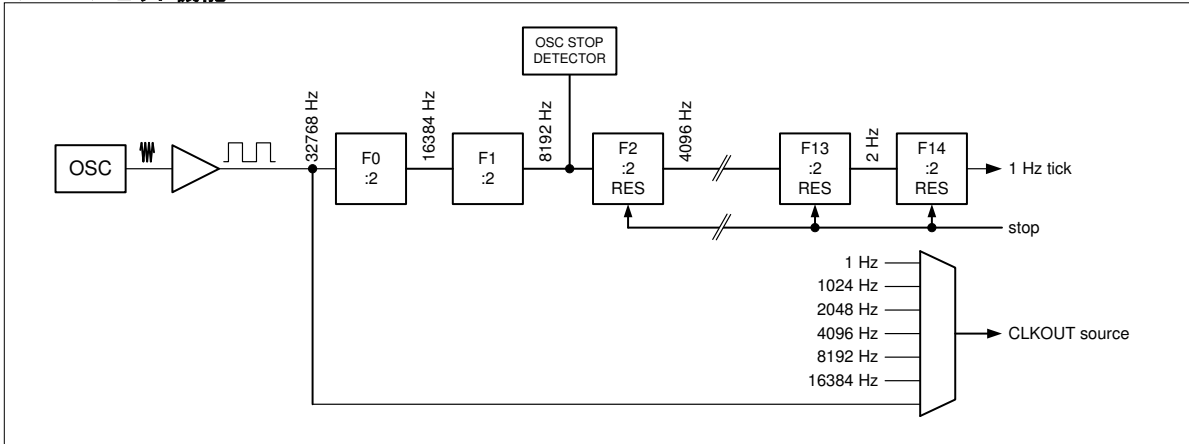 機能
OSC STOP
DETECTOR
OSC
32768 Hz
F0
:2
16384 Hz
F1
:2
8192 Hz
F2
:2
RES
4096 Hz
F13
:2
RES
2 Hz
F14
:2
RES
1 Hz tick
stop
1 Hz
1024 Hz
2048 Hz
4096 Hz
8192 Hz
16384 Hz
CLKOUT source